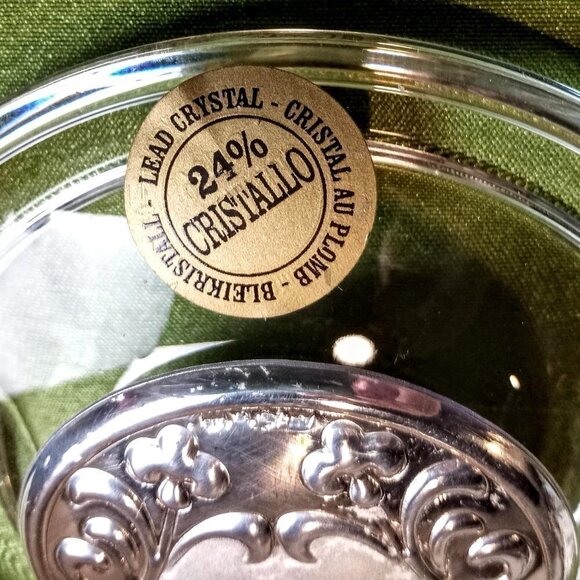 LEAD CRYSTAL - CRISTAL AU PLOMB - BLEIKRISTALL -
24%
CRISTALLO